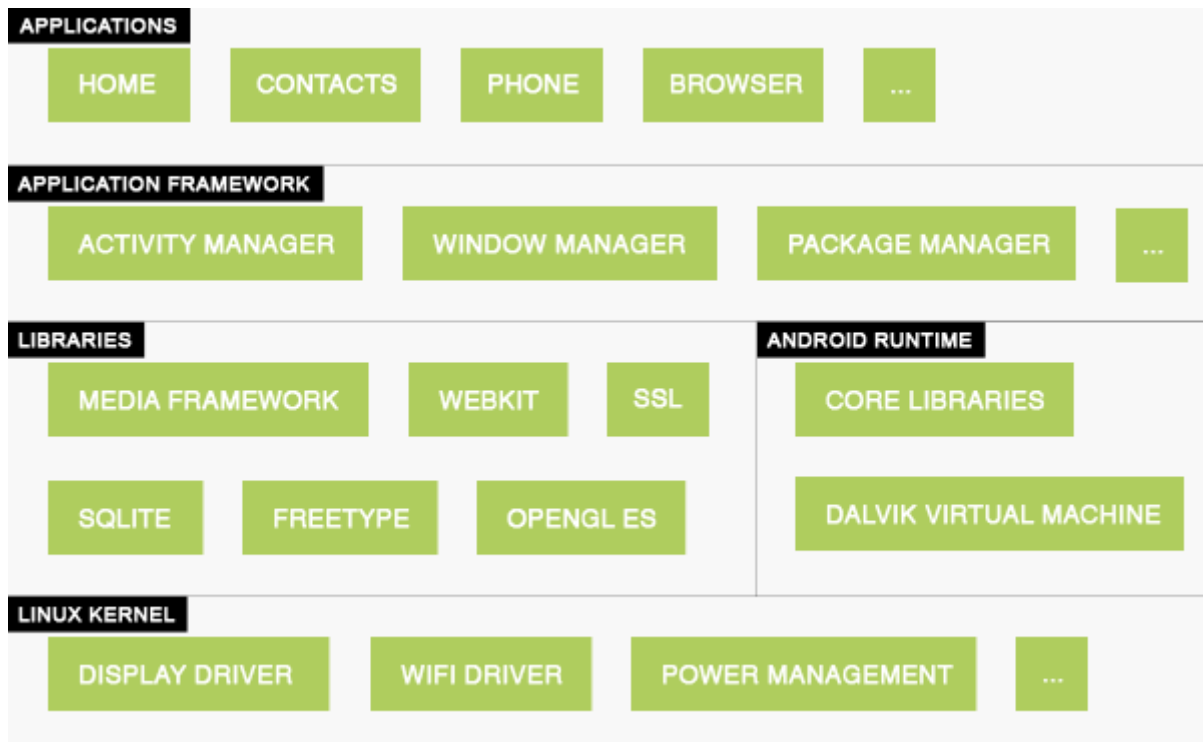 APPLICATIONS
HOME CONTACTS PHONE BROWSER ...
APPLICATION FRAMEWORK
ACTIVITY MANAGER WINDOW MANAGER PACKAGE MANAGER ...
LIBRARIES
MEDIA FRAMEWORK WEBKIT SSL
SQLITE FREETYPE OPENGL ES
ANDROID RUNTIME
CORE LIBRARIES
DALVIK VIRTUAL MACHINE
LINUX KERNEL
DISPLAY DRIVER WIFI DRIVER POWER MANAGEMENT ...